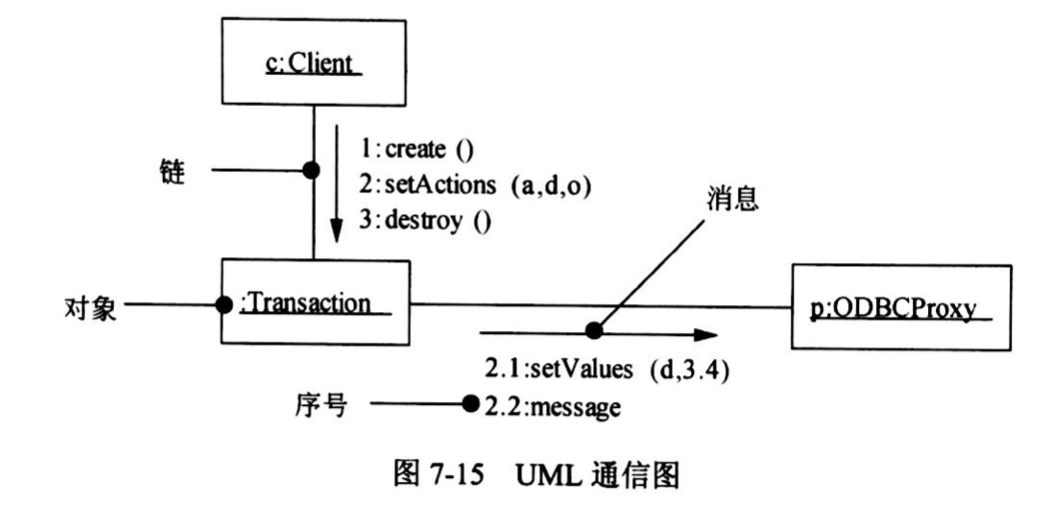 c:Client
链
1:create ()
2:setActions (a,d,o)
3:destroy ()
消息
对象
:Transaction
p:ODBCProxy
2.1:setValues (d,3.4)
序号
2.2:message
图 7-15 UML 通信图